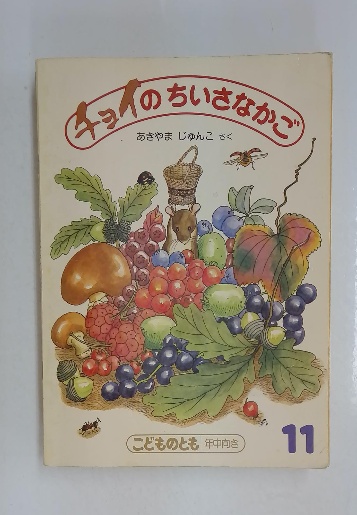 チョイの ちいさなかご
あきやま じゅんこ さく
こどものとも 年中向き
11